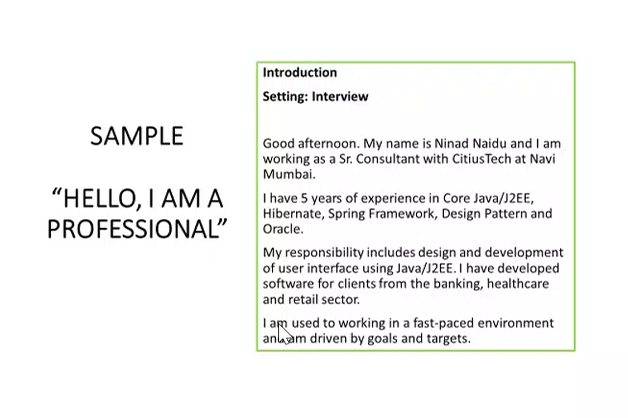 SAMPLE
“HELLO, I AM A
PROFESSIONAL”
Introduction
Setting: Interview
Good afternoon. My name is Ninad Naidu and I am
working as a Sr. Consultant with CitiusTech at Navi
Mumbai.
I have 5 years of experience in Core Java/J2EE,
Hibernate, Spring Framework, Design Pattern and
Oracle.
My responsibility includes design and development
of user interface using Java/J2EE. I have developed
software for clients from the banking, healthcare
and retail sector.
I am used to working in a fast-paced environment
and am driven by goals and targets.